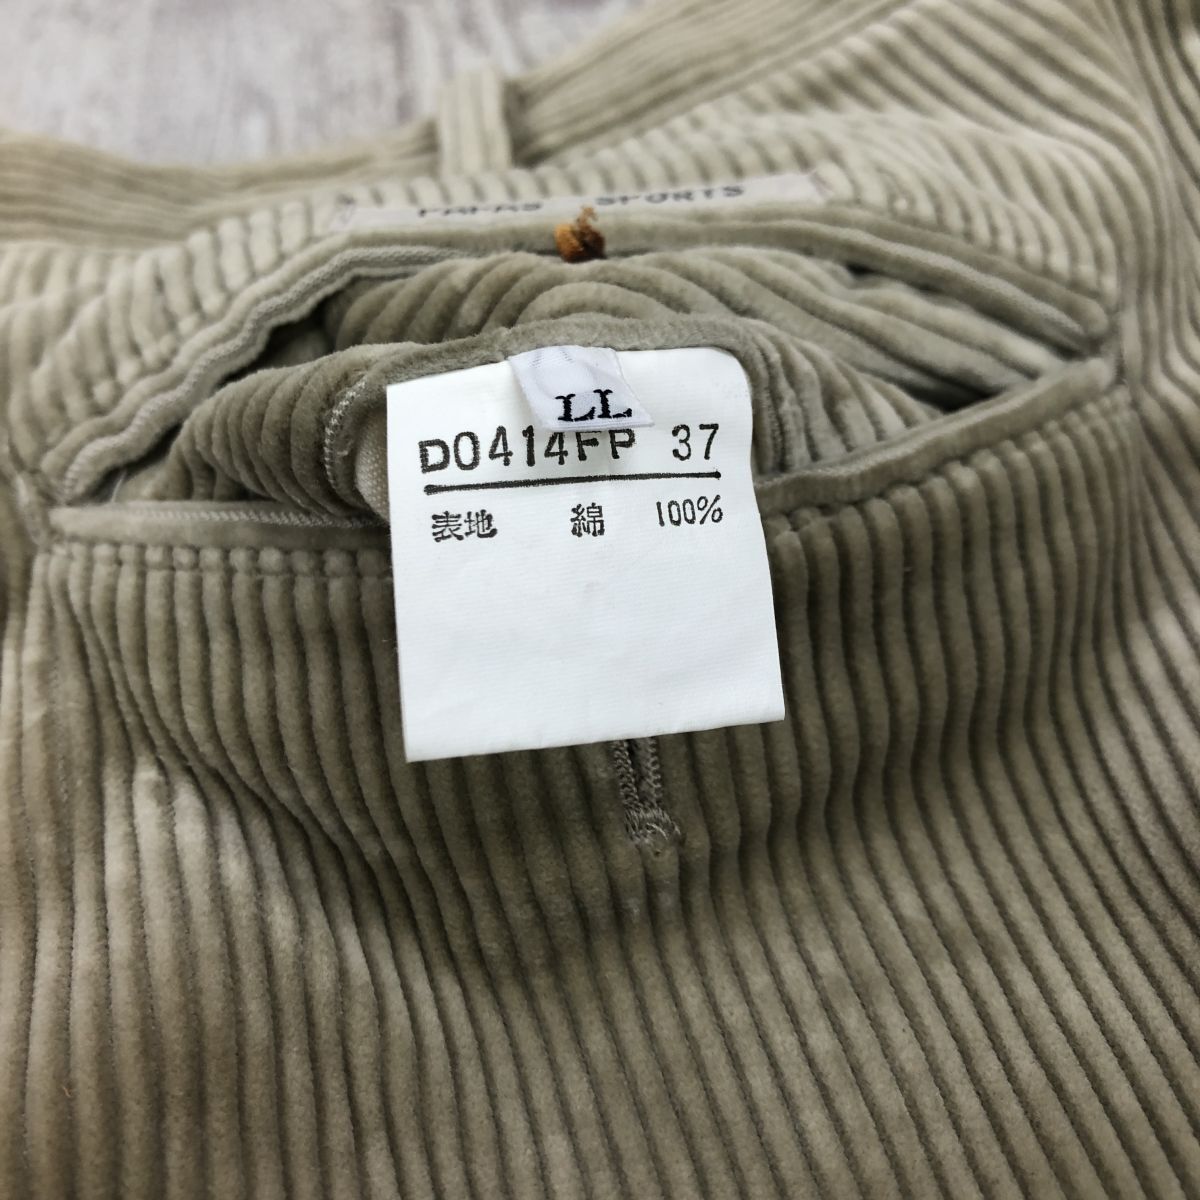 PAPAS SPORTS
LL
D0414FP 37
表地 綿 100%